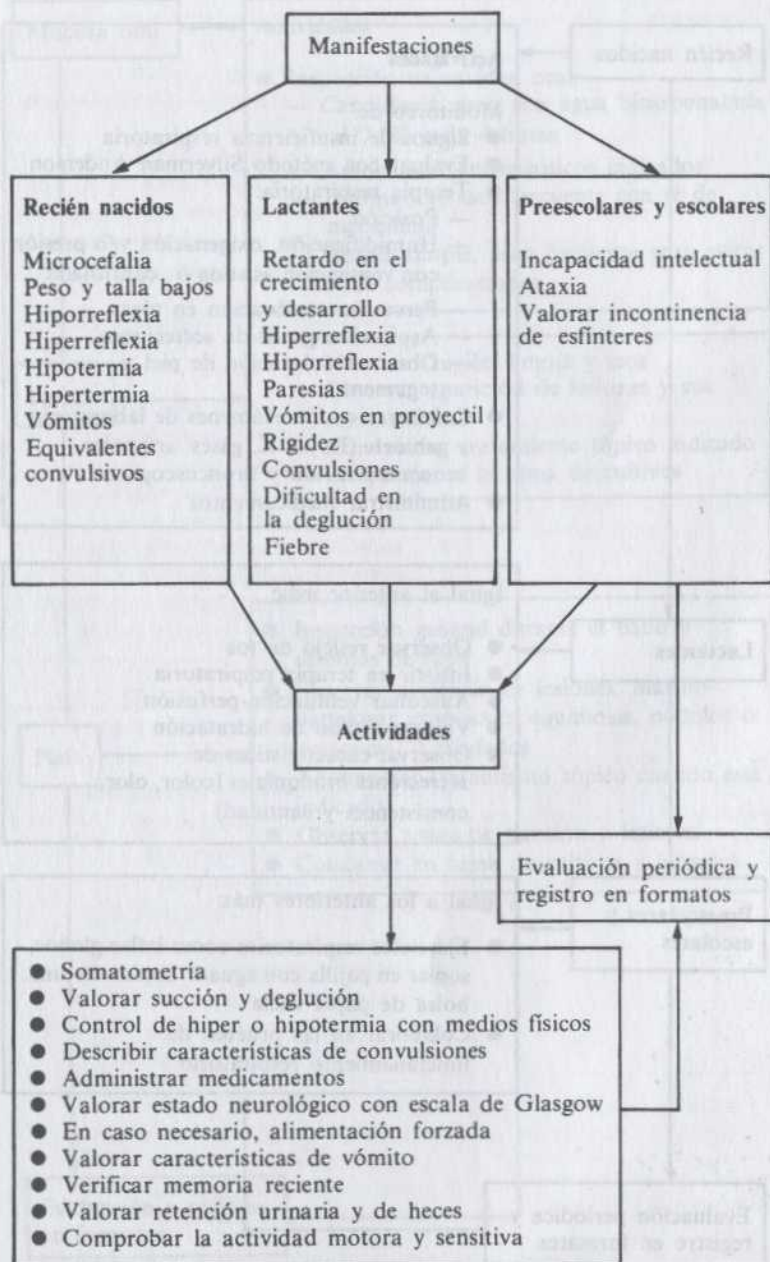 Manifestaciones
Recién nacidos
Microcefalia
Peso y talla bajos
Hiporreflexia
Hiperreflexia
Hipotermia
Hipertermia
Vómitos
Equivalentes
convulsivos
Lactantes
Retardo en el
crecimiento
y desarrollo
Hiperreflexia
Hiporreflexia
Paresias
Vómitos en proyectil
Rigidez
Convulsiones
Dificultad en
la deglución
Fiebre
Preescolares y escolares
Incapacidad intelectual
Ataxia
Valorar incontinencia
de esfínteres
Actividades
Evaluación periódica y
registro en formatos
● Somatometría
● Valorar succión y deglución
● Control de hiper o hipotermia con medios físicos
● Describir características de convulsiones
● Administrar medicamentos
● Valorar estado neurológico con escala de Glasgow
● En caso necesario, alimentación forzada
● Valorar características de vómito
● Verificar memoria reciente
● Valorar retención urinaria y de heces
● Comprobar la actividad motora y sensitiva